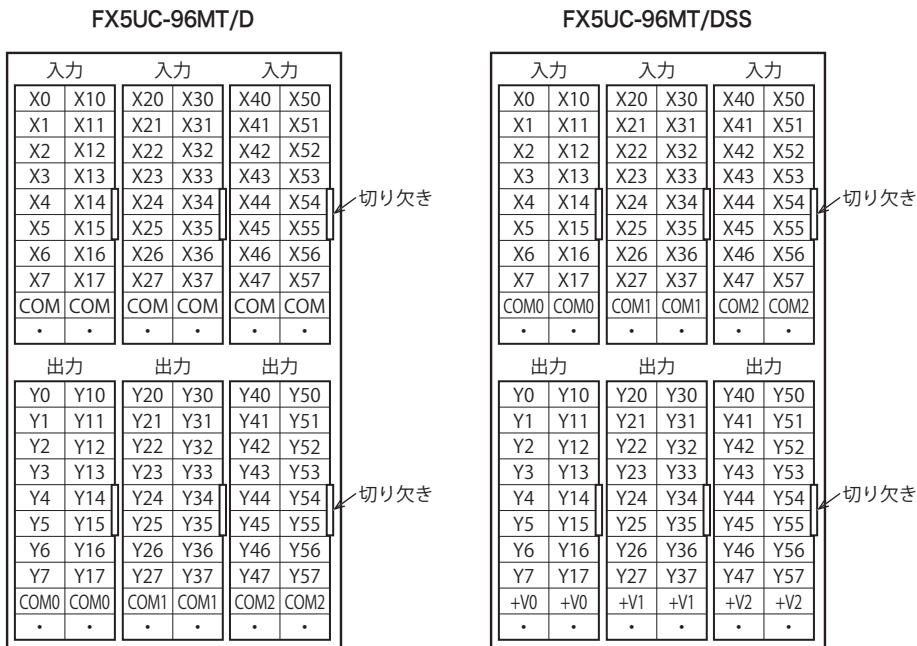 FX5UC-96MT/D
入力 入力 入力
X0 X10 X20 X30 X40 X50
X1 X11 X21 X31 X41 X51
X2 X12 X22 X32 X42 X52
X3 X13 X23 X33 X43 X53
X4 X14 X24 X34 X44 X54
X5 X15 X25 X35 X45 X55
X6 X16 X26 X36 X46 X56
X7 X17 X27 X37 X47 X57
COM COM COM COM COM COM
・ ・ ・ ・ ・ ・
切り欠き
出力 出力 出力
Y0 Y10 Y20 Y30 Y40 Y50
Y1 Y11 Y21 Y31 Y41 Y51
Y2 Y12 Y22 Y32 Y42 Y52
Y3 Y13 Y23 Y33 Y43 Y53
Y4 Y14 Y24 Y34 Y44 Y54
Y5 Y15 Y25 Y35 Y45 Y55
Y6 Y16 Y26 Y36 Y46 Y56
Y7 Y17 Y27 Y37 Y47 Y57
COM0 COM0 COM1 COM1 COM2 COM2
・ ・ ・ ・ ・ ・
切り欠き
FX5UC-96MT/DSS
入力 入力 入力
X0 X10 X20 X30 X40 X50
X1 X11 X21 X31 X41 X51
X2 X12 X22 X32 X42 X52
X3 X13 X23 X33 X43 X53
X4 X14 X24 X34 X44 X54
X5 X15 X25 X35 X45 X55
X6 X16 X26 X36 X46 X56
X7 X17 X27 X37 X47 X57
COM0 COM0 COM1 COM1 COM2 COM2
・ ・ ・ ・ ・ ・
切り欠き
出力 出力 出力
Y0 Y10 Y20 Y30 Y40 Y50
Y1 Y11 Y21 Y31 Y41 Y51
Y2 Y12 Y22 Y32 Y42 Y52
Y3 Y13 Y23 Y33 Y43 Y53
Y4 Y14 Y24 Y34 Y44 Y54
Y5 Y15 Y25 Y35 Y45 Y55
Y6 Y16 Y26 Y36 Y46 Y56
Y7 Y17 Y27 Y37 Y47 Y57
+V0 +V0 +V1 +V1 +V2 +V2
・ ・ ・ ・ ・ ・
切り欠き